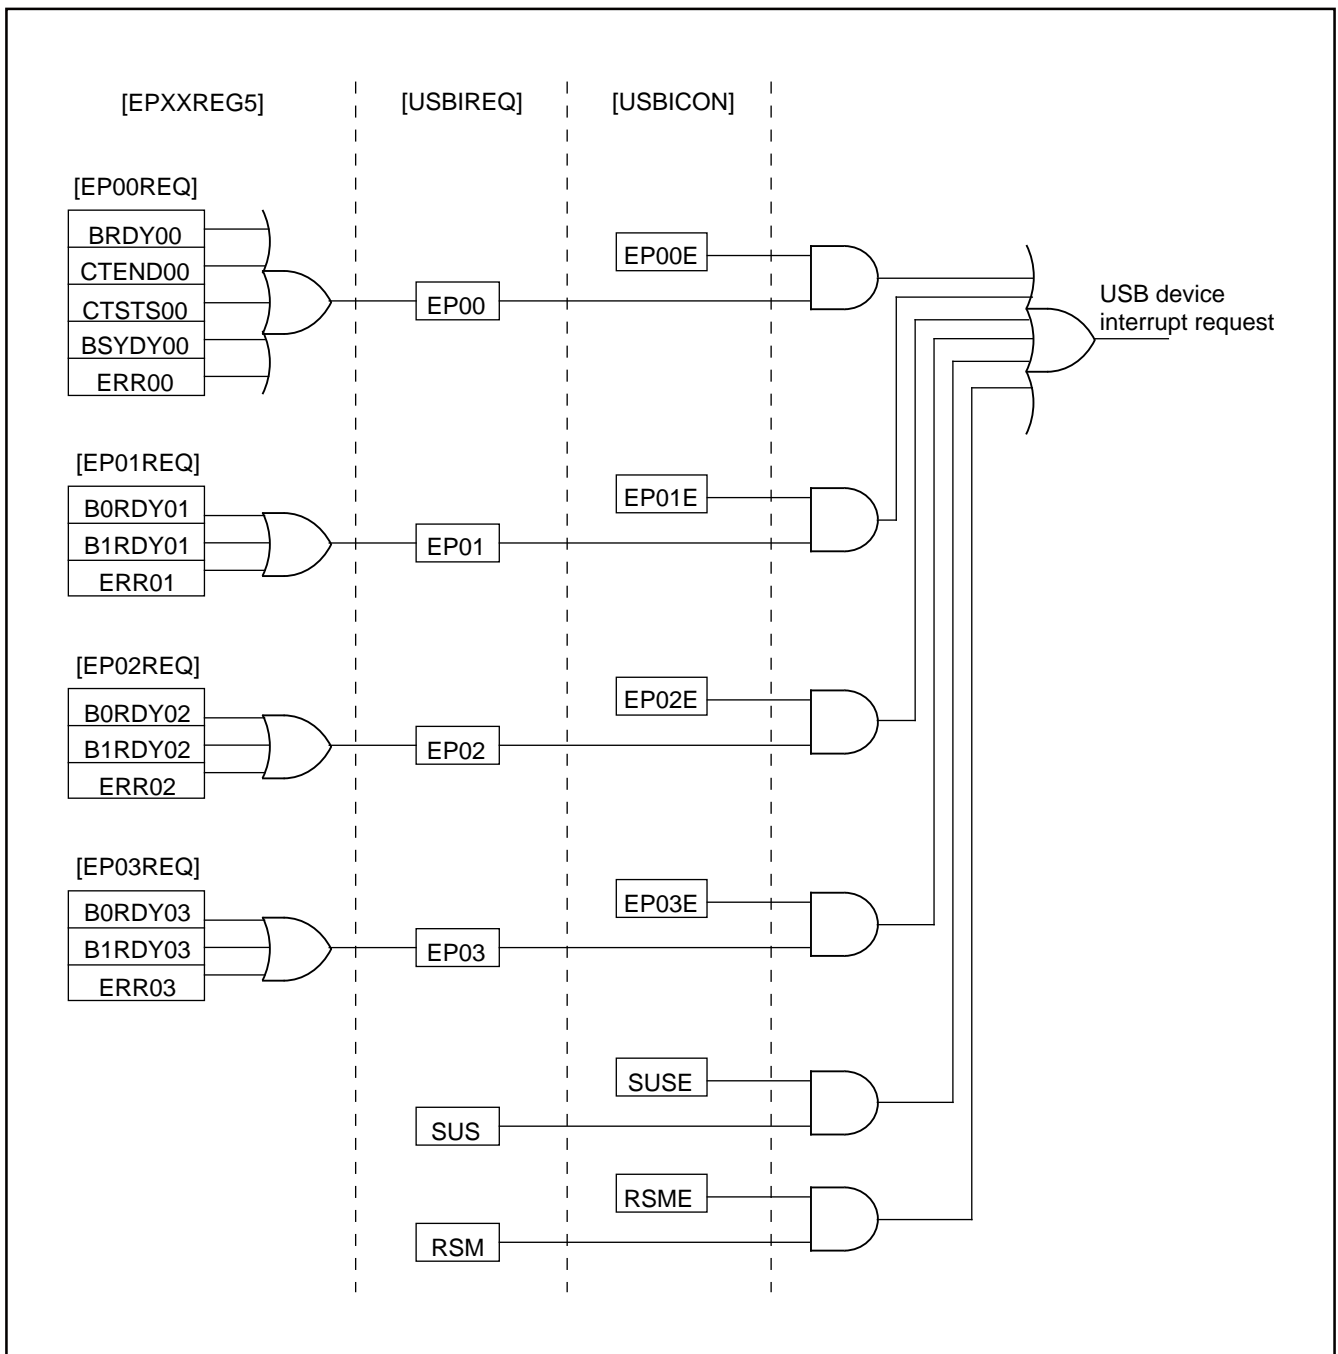 [EPXXREG5]
[USBIREQ]
[USBICON]
[EP00REQ]
BRDY00
CTEND00
CTSTS00
BSYDY00
ERR00
EP00
EP00E
USB device
interrupt request
[EP01REQ]
B0RDY01
B1RDY01
ERR01
EP01
EP01E
[EP02REQ]
B0RDY02
B1RDY02
ERR02
EP02
EP02E
[EP03REQ]
B0RDY03
B1RDY03
ERR03
EP03
EP03E
SUSE
SUS
RSME
RSM